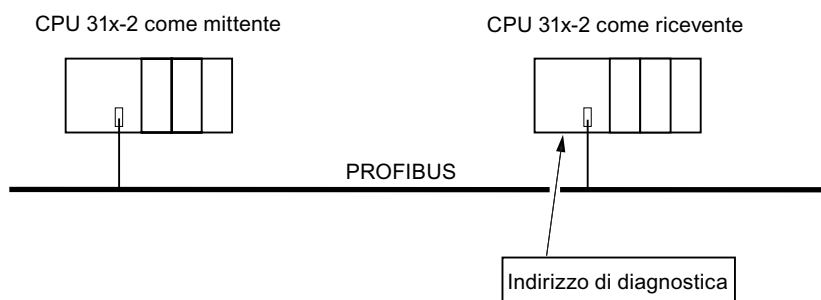 CPU 31x-2 come mittente
CPU 31x-2 come ricevente
PROFIBUS
Indirizzo di diagnostica